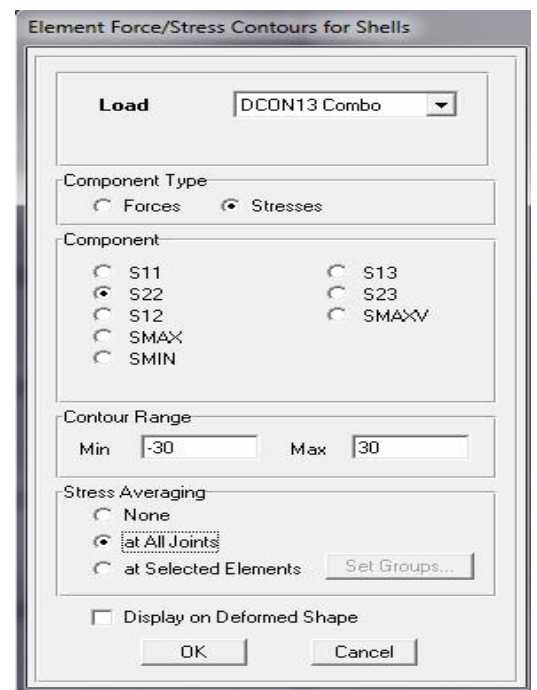 Element Force/Stress Contours for Shells
Load DCON13 Combo
Component Type
Forces Stresses
Component
S11 S13
S22 S23
S12 SMAXV
SMAX
SMIN
Contour Range
Min -30 Max 30
Stress Averaging
None
at All Joints
at Selected Elements Set Groups...
Display on Deformed Shape
OK Cancel